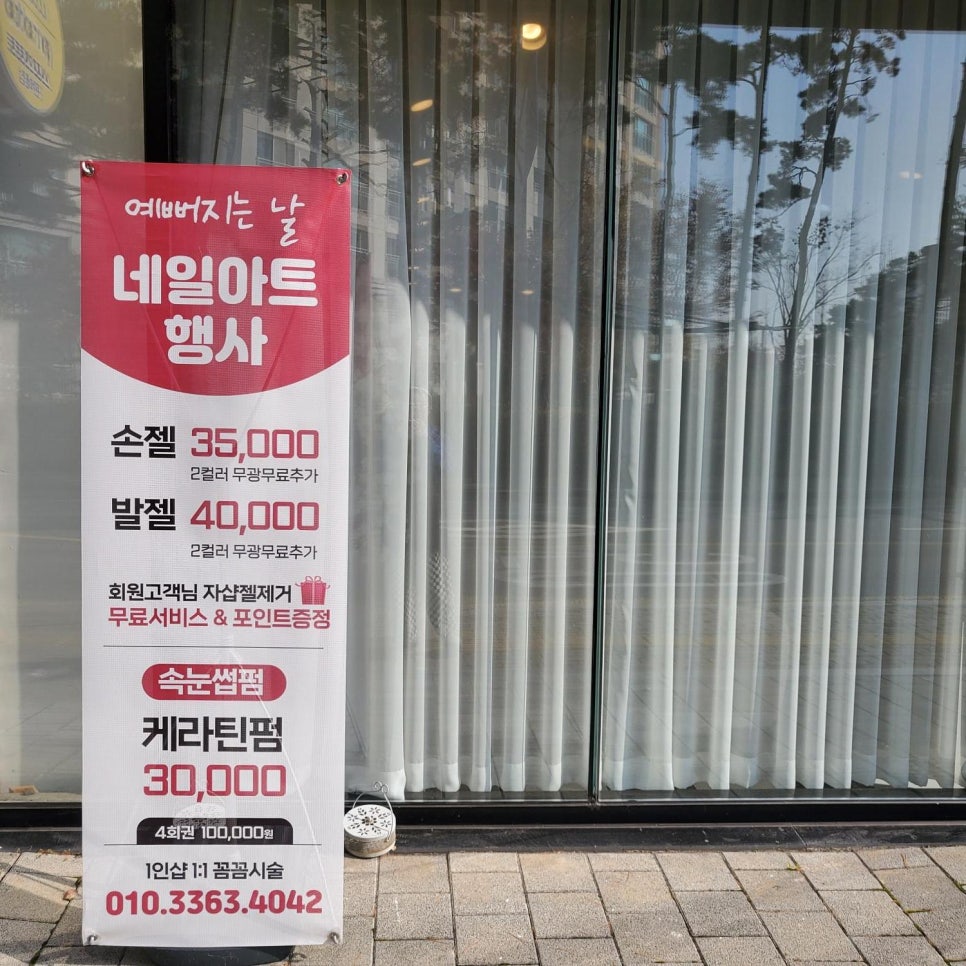 예뻐지는 날
네일아트
행사
손젤 35,000
2컬러 무광무료추가
발젤 40,000
2컬러 무광무료추가
회원고객님 자샵젤제거
무료서비스 & 포인트증정
속눈썹펌
케라틴펌
30,000
4회권 100,000원
1인샵 1:1 꼼꼼시술
010.3363.4042